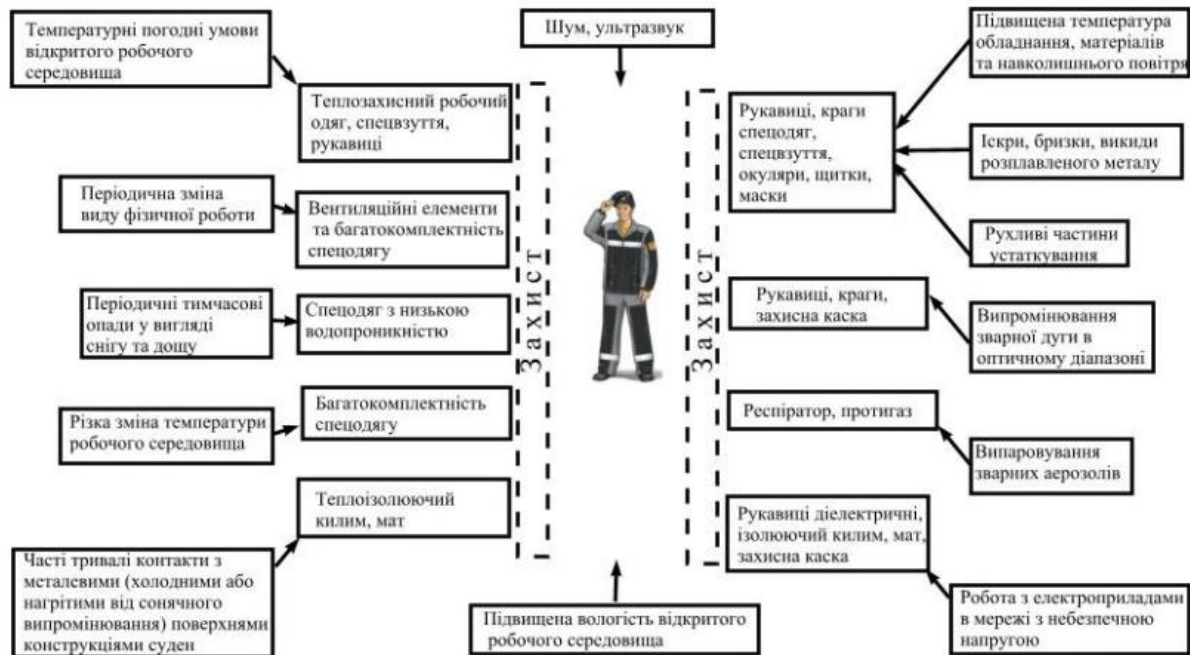 Температурні погодні умови
відкритого робочого
середовища
Теплозахисний робочий
одяг, спецвзуття,
рукавиці
Періодична зміна
виду фізичної роботи
Вентиляційні елементи
та багатокомплектність
спецодягу
Періодичні тимчасові
опади у вигляді
снігу та дощу
Спецодяг з низькою
водопроникністю
Різка зміна температури
робочого середовища
Багатокомплектність
спецодягу
Теплоізолюючий
килим, мат
Часті тривалі контакти з
металевими (холодними або
нагрітими від сонячного
випромінювання) поверхнями
конструкціями суден
Шум, ультразвук
Захист
Захист
Підвищена вологість відкритого
робочого середовища
Рукавиці, краги
спецодяг,
спецвзуття,
окуляри, щитки,
маски
Підвищена температура
обладнання, матеріалів
та навколишнього повітря
Іскри, бризки, викиди
розплавленого металу
Рухливі частини
устаткування
Рукавиці, краги,
захисна каска
Випромінювання
зварної дуги в
оптичному діапазоні
Респіратор, протигаз
Випаровування
зварних аерозолів
Рукавиці діелектричні,
ізолюючий килим, мат,
захисна каска
Робота з електроприладами
в мережі з небезпечною
напругою